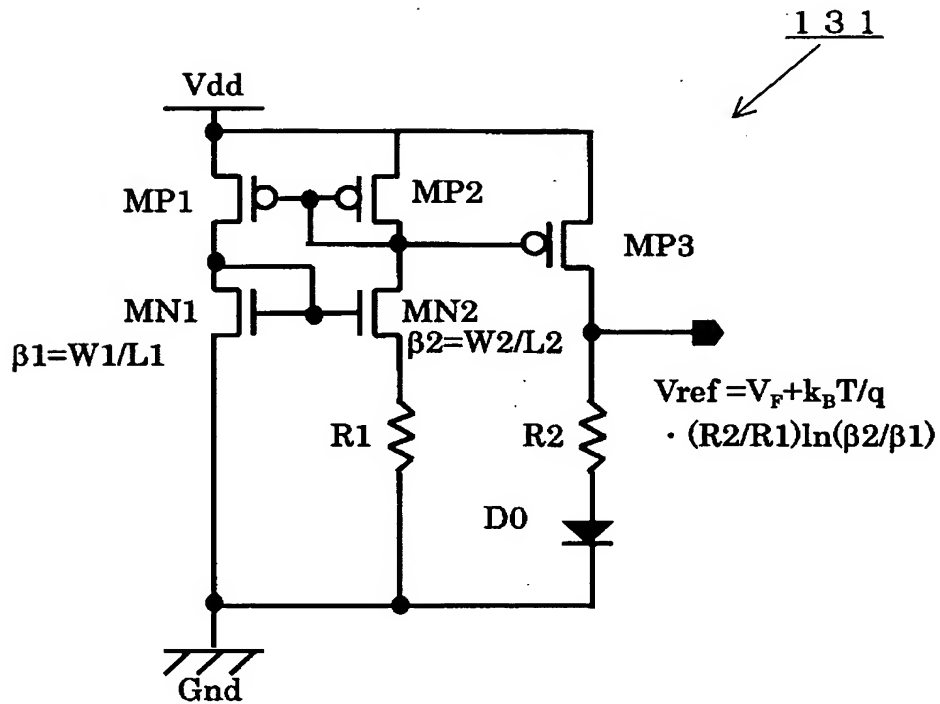 131
Vdd
MP1
MP2
MP3
MN1
MN2
β1=W1/L1
β2=W2/L2
Vref=V_F+k_BT/q
・(R2/R1)ln(β2/β1)
R1
R2
D0
Gnd